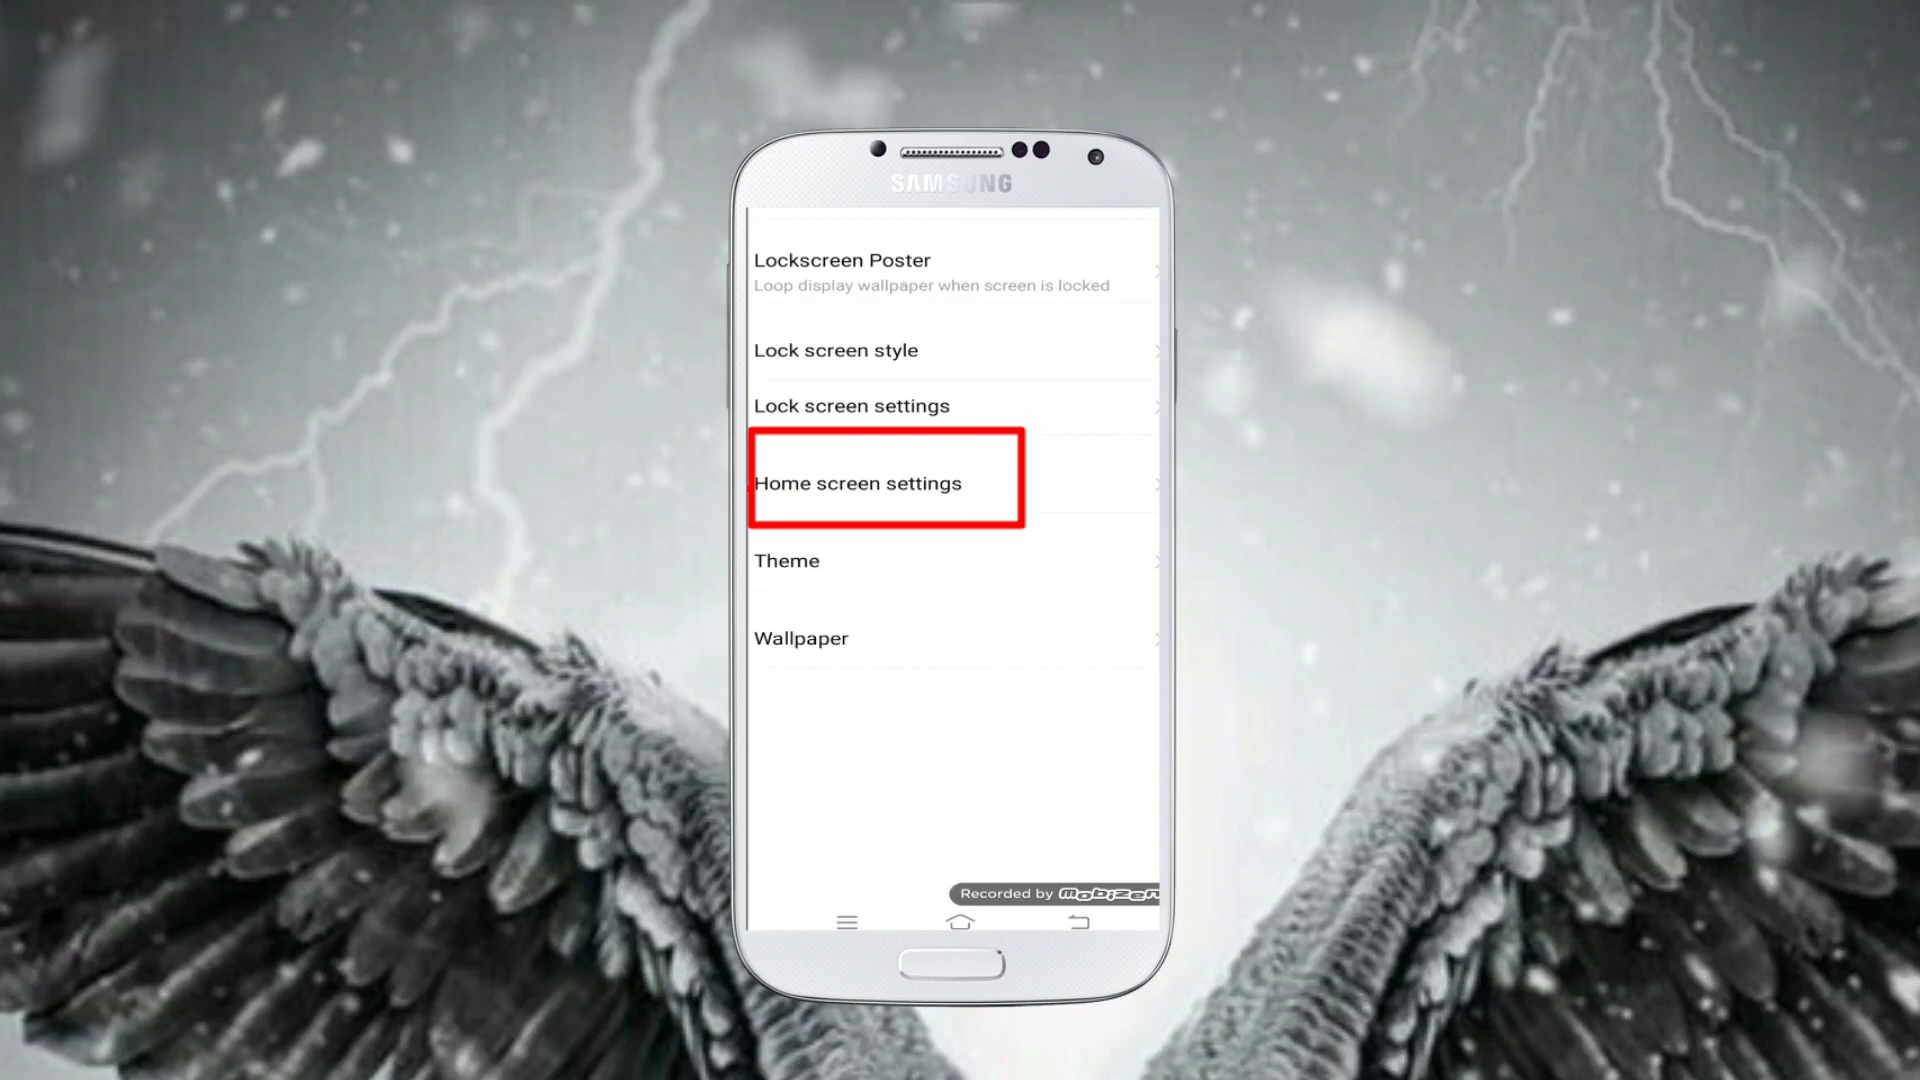 SAMSUNG
Lockscreen Poster
Loop display wallpaper when screen is locked
Lock screen style
Lock screen settings
Home screen settings
Theme
Wallpaper
Recorded by Mobizen